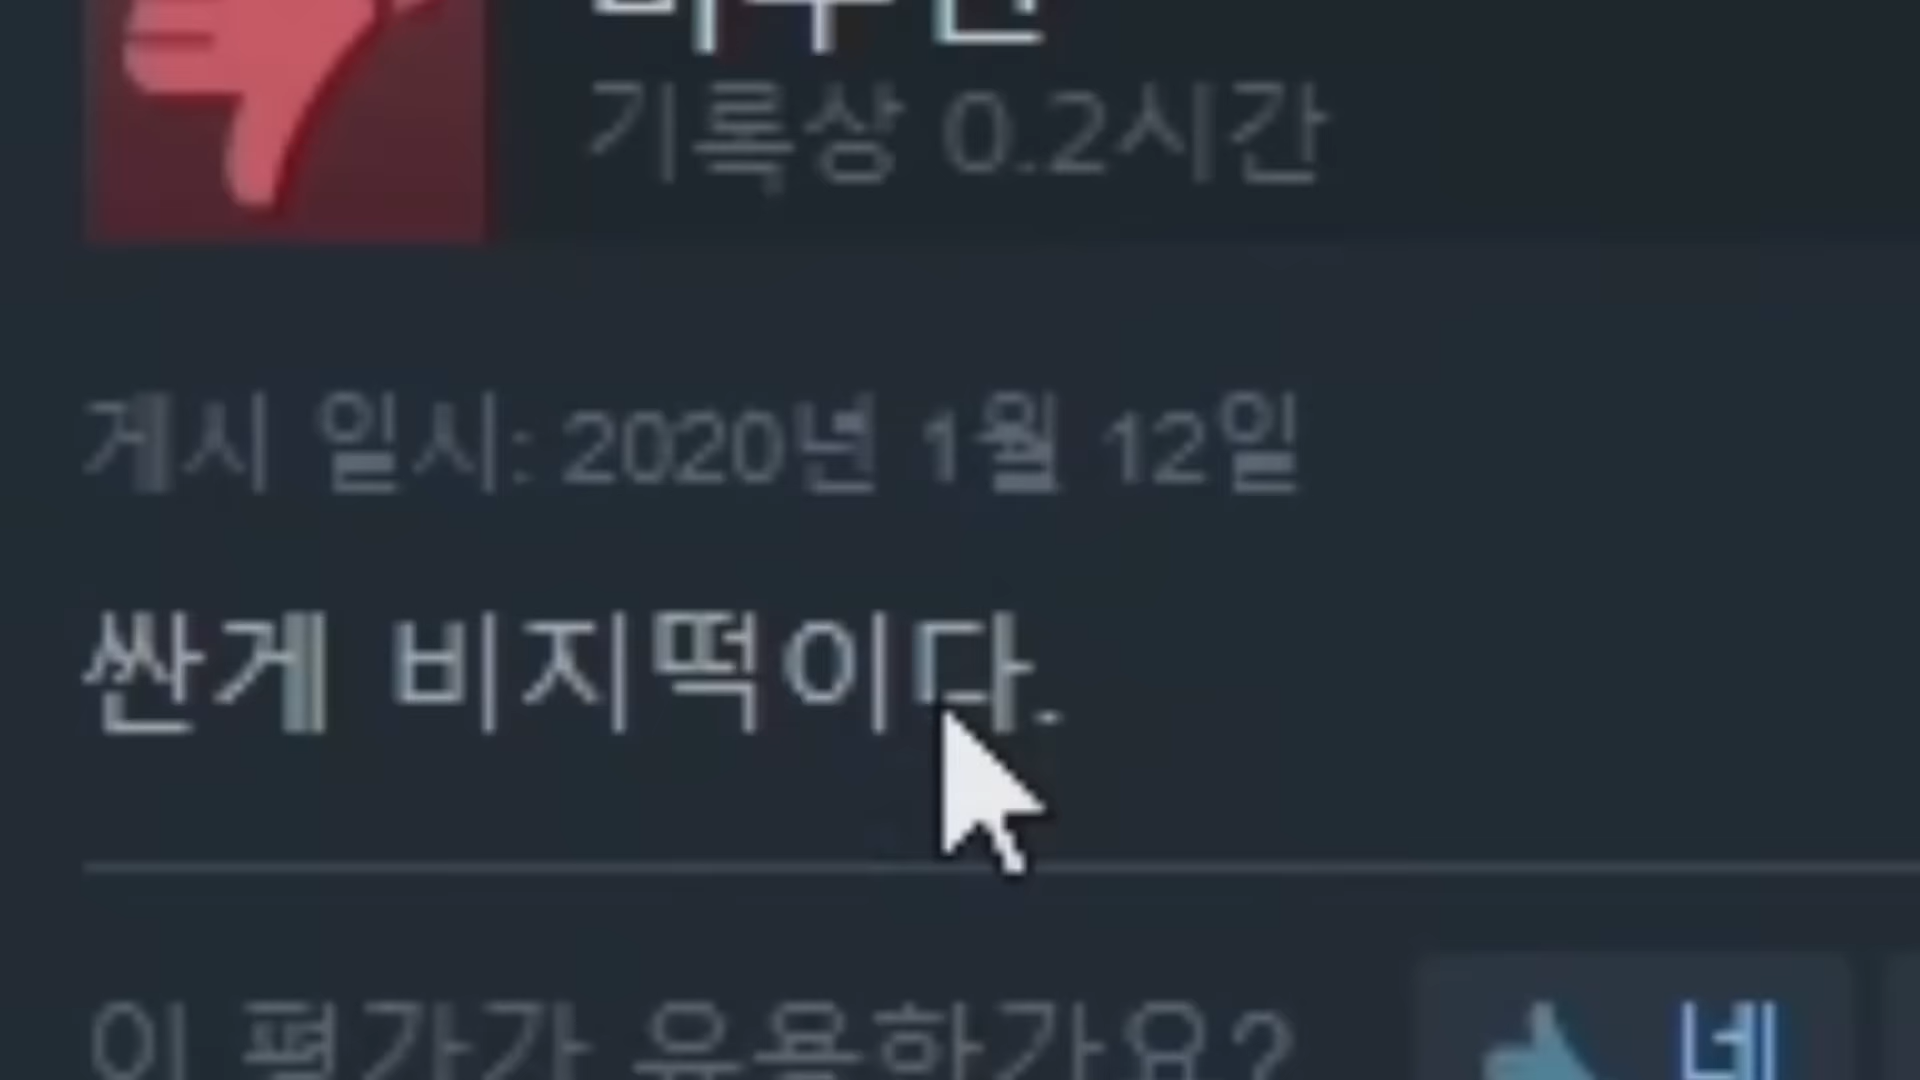 기록상 0.2시간
게시 일시: 2020년 1월 12일
싼게 비지떡이다.
이 평가가 유용한가요?
네